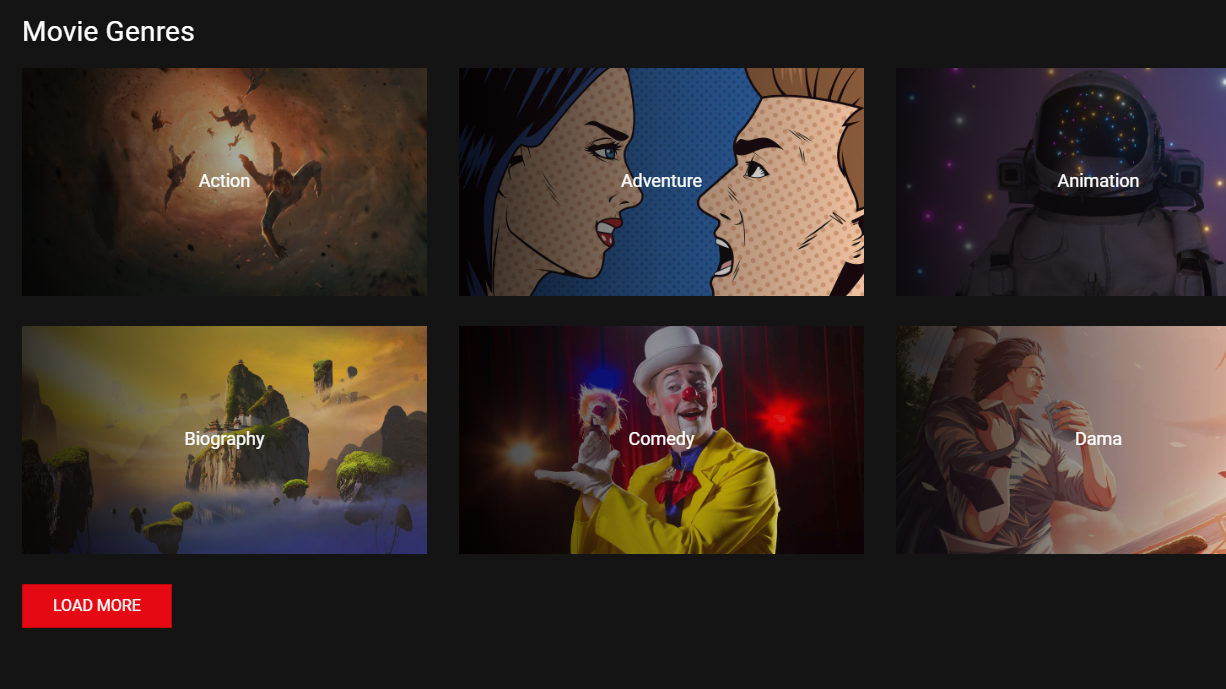 Movie Genres
Action
Adventure
Animation
Biography
Comedy
Dama
LOAD MORE